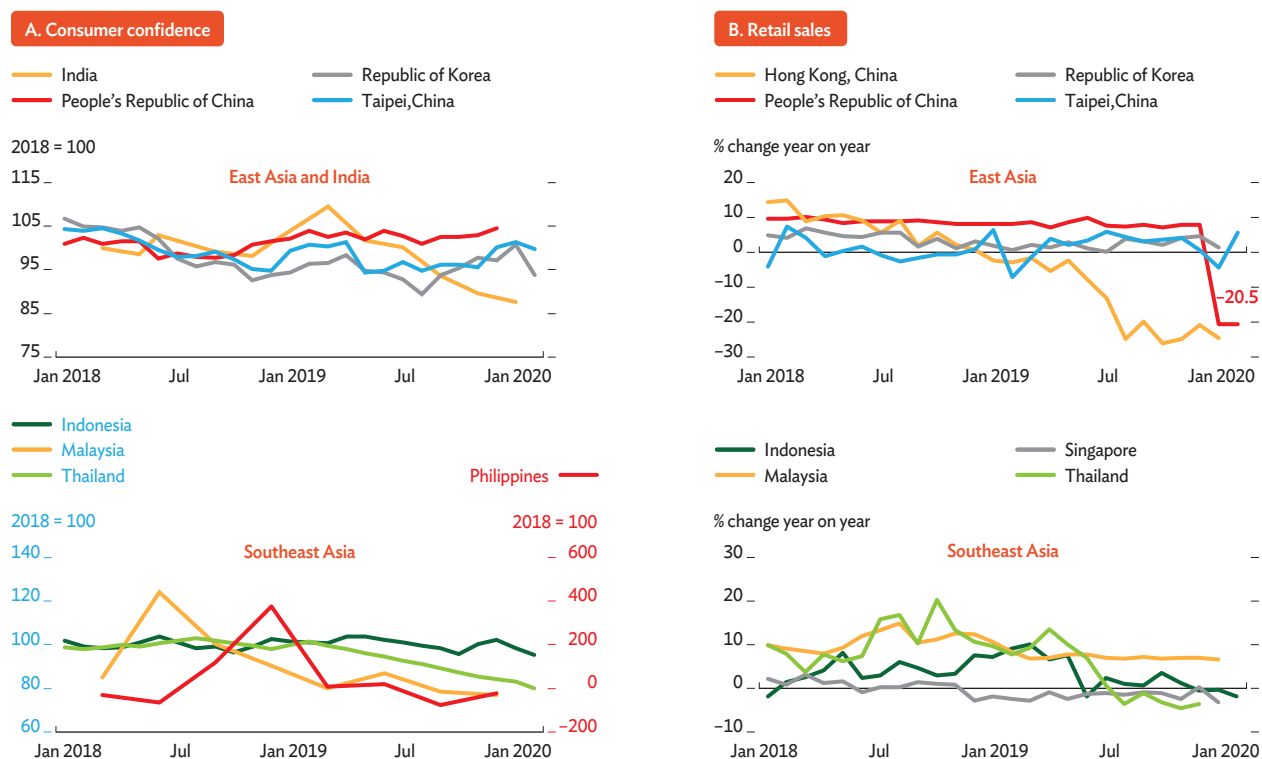 A. Consumer confidence
India
Republic of Korea
People's Republic of China
Taipei,China
2018 = 100
East Asia and India
115
105
95
85
75
Jan 2018
Jul
Jan 2019
Jul
Jan 2020
Indonesia
Malaysia
Thailand
Philippines
2018 = 100
2018 = 100
Southeast Asia
140
120
100
80
60
600
400
200
0
−200
Jan 2018
Jul
Jan 2019
Jul
Jan 2020
B. Retail sales
Hong Kong, China
Republic of Korea
People's Republic of China
Taipei,China
% change year on year
East Asia
20
10
0
−10
−20
−30
−20.5
Jan 2018
Jul
Jan 2019
Jul
Jan 2020
Indonesia
Singapore
Malaysia
Thailand
% change year on year
Southeast Asia
30
20
10
0
−10
Jan 2018
Jul
Jan 2019
Jul
Jan 2020